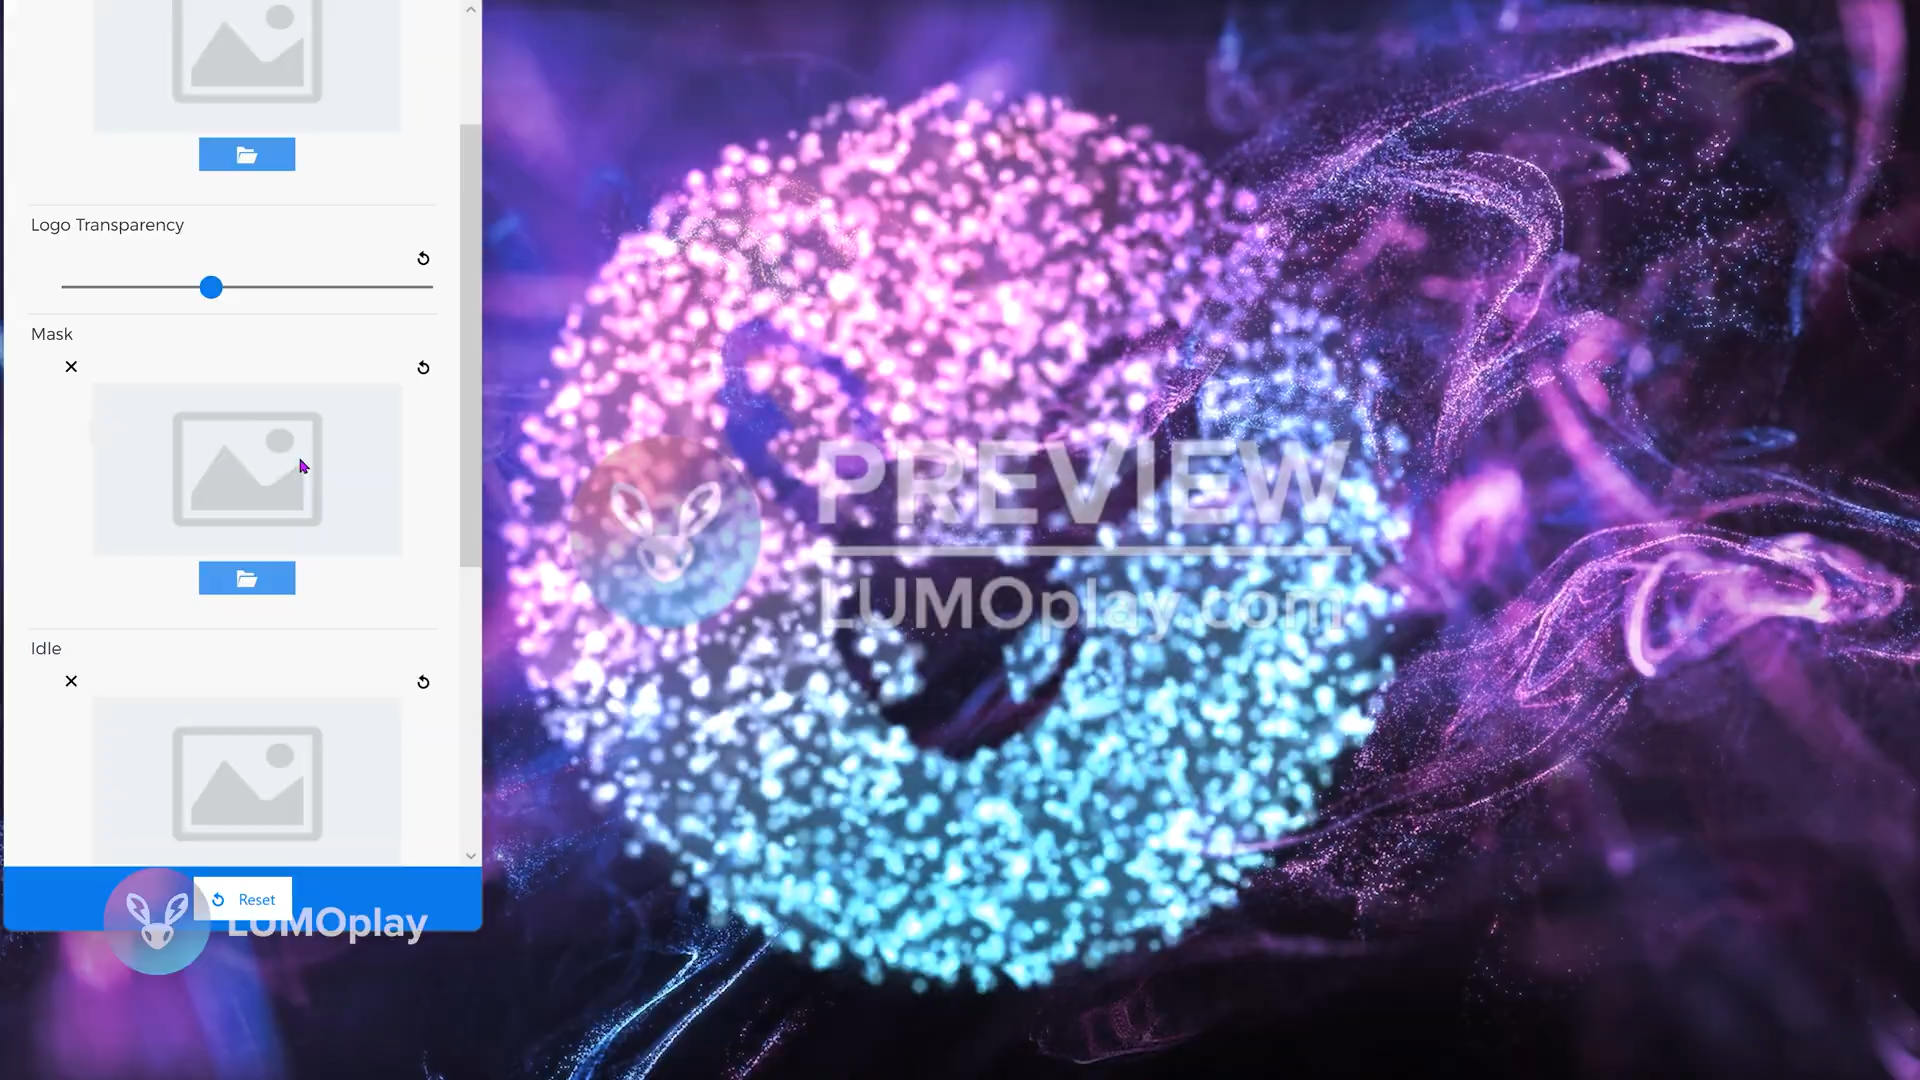 Logo Transparency
Mask
Idle
Reset
LUMOplay
PREVIEW
LUMOplay.com